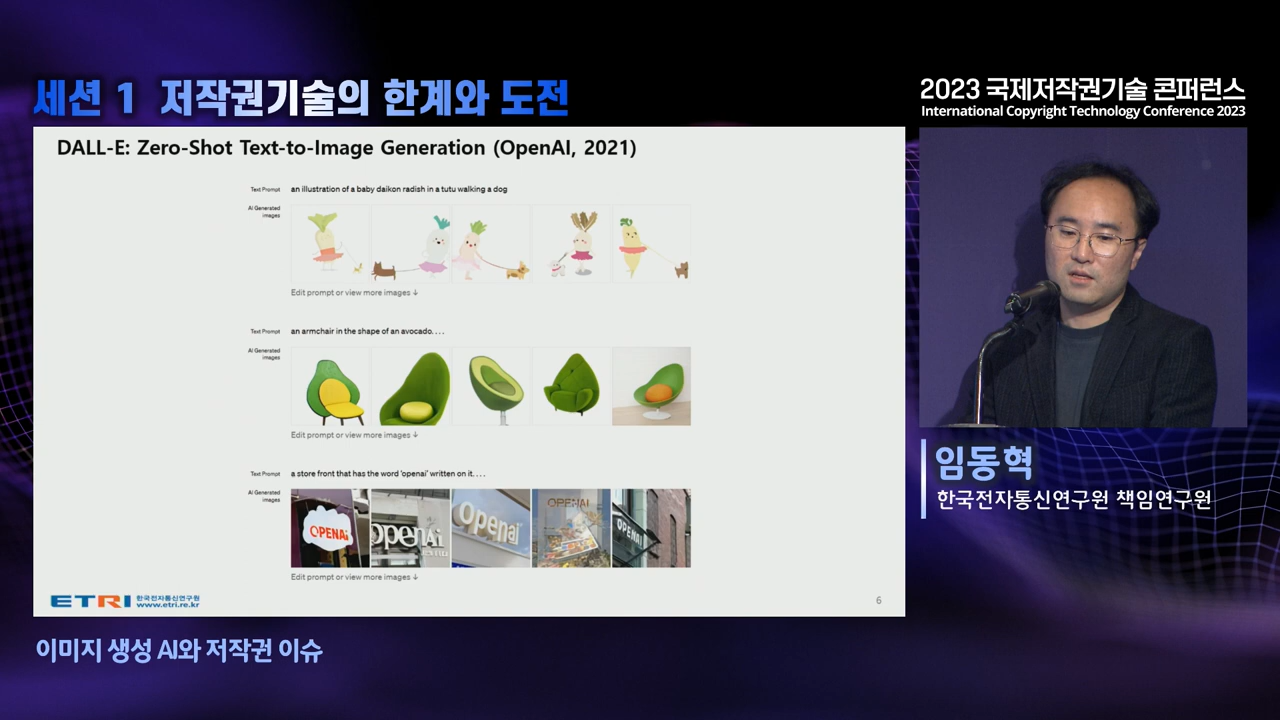 세션 1 저작권기술의 한계와 도전
2023 국제저작권기술 콘퍼런스
International Copyright Technology Conference 2023
DALL-E: Zero-Shot Text-to-Image Generation (OpenAI, 2021)
Text Prompt an illustration of a baby daikon radish in a tutu walking a dog
AI Generated
images
Edit prompt or view more images ↓
Text Prompt an armchair in the shape of an avocado. . . .
AI Generated
images
Edit prompt or view more images ↓
Text Prompt a store front that has the word 'openai' written on it. . . .
AI Generated
images
OPENAi
openAi
openai
OPENAI
OPENAI
Edit prompt or view more images ↓
ETRI 한국전자통신연구원
www.etri.re.kr
6
임동혁
한국전자통신연구원 책임연구원
이미지 생성 AI와 저작권 이슈